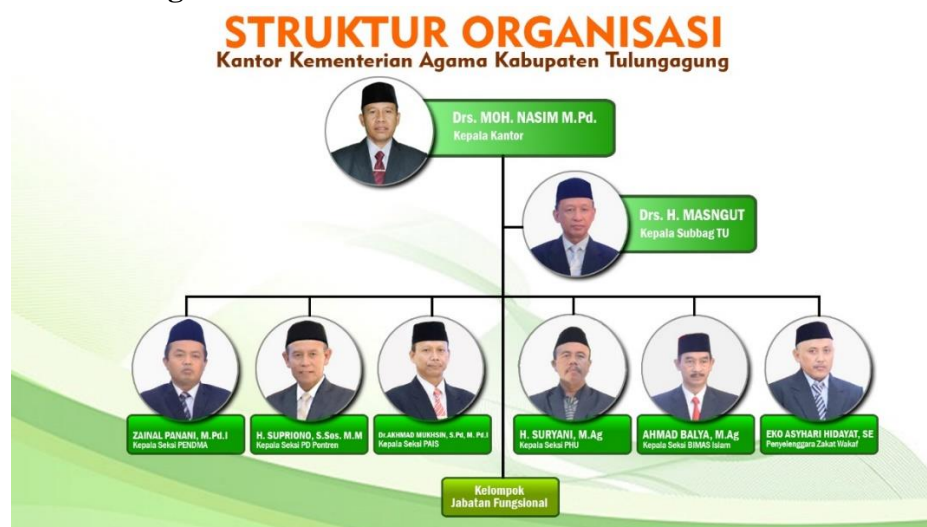 STRUKTUR ORGANISASI
Kantor Kementerian Agama Kabupaten Tulungagung
Drs. MOH. NASIM M.Pd.
Kepala Kantor
Drs. H. MASNGUT
Kepala Subbag TU
ZAINAL PANANI, M.Pd.I
Kepala Seksi PENDMA
H. SUPRIONO, S.Sos. M.M
Kepala Seksi PD Pontren
Dr.AKHMAD MUKHSIN, S.Pd, M. Pd.I
Kepala Seksi PAIS
H. SURYANI, M.Ag
Kepala Seksi PHU
AHMAD BALYA, M.Ag
Kepala Seksi BIMAS Islam
EKO ASYHARI HIDAYAT, SE
Penyelenggara Zakat Wakaf
Kelompok
Jabatan Fungsional